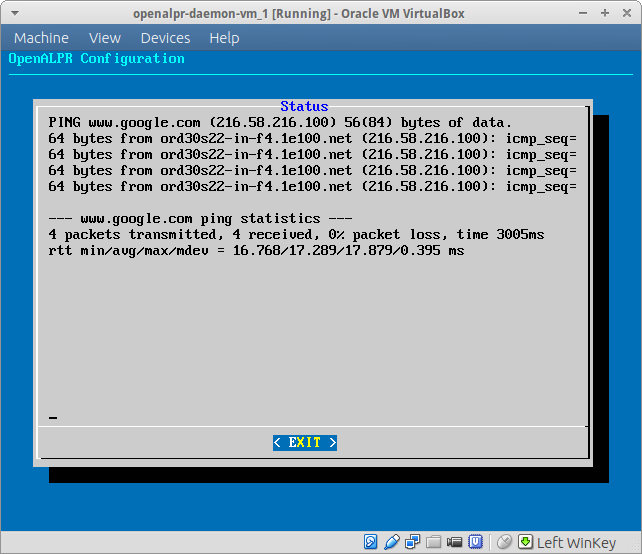 openalpr-daemon-vm_1 [Running] - Oracle VM VirtualBox
Machine View Devices Help
OpenALPR Configuration
Status
PING www.google.com (216.58.216.100) 56(84) bytes of data.
64 bytes from ord30s22-in-f4.1e100.net (216.58.216.100): icmp_seq=
64 bytes from ord30s22-in-f4.1e100.net (216.58.216.100): icmp_seq=
64 bytes from ord30s22-in-f4.1e100.net (216.58.216.100): icmp_seq=
64 bytes from ord30s22-in-f4.1e100.net (216.58.216.100): icmp_seq=
--- www.google.com ping statistics ---
4 packets transmitted, 4 received, 0% packet loss, time 3005ms
rtt min/avg/max/mdev = 16.768/17.289/17.879/0.395 ms
_
< EXIT >
Left WinKey